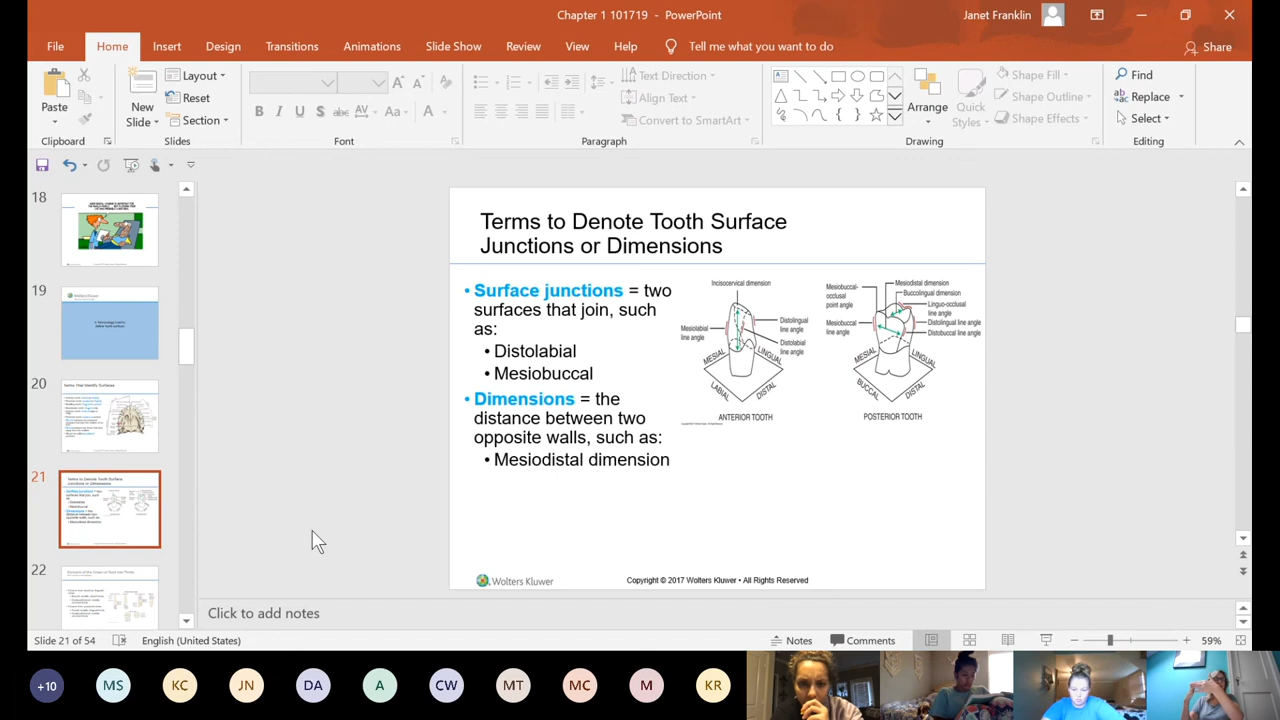 Chapter 1 101719 - PowerPoint
Janet Franklin
File
Home
Insert
Design
Transitions
Animations
Slide Show
Review
View
Help
Tell me what you want to do
Share
Paste
New
Slide
Layout
Reset
Section
B
I
U
S
abc
AV
Aa
A
Text Direction
Align Text
Convert to SmartArt
Arrange
Quick
Styles
Shape Fill
Shape Outline
Shape Effects
Find
Replace
Select
Clipboard
Slides
Font
Paragraph
Drawing
Editing
18
19
20
21
22
Terms to Denote Tooth Surface
Junctions or Dimensions
• Surface junctions = two
surfaces that join, such
as:
• Distolabial
• Mesiobuccal
• Dimensions = the
distance between two
opposite walls, such as:
• Mesiodistal dimension
Incisocervical dimension
Mesiolabial
line angle
Distolingual
line angle
Distolabial
line angle
MESIAL
LINGUAL
LABIAL
DISTAL
ANTERIOR TOOTH
Mesiobuccal-
occlusal
point angle
Mesiobuccal
line angle
Mesiodistal dimension
Buccolingual dimension
Linguo-occlusal
line angle
Distolingual line angle
Distobuccal line angle
MESIAL
LINGUAL
BUCCAL
DISTAL
POSTERIOR TOOTH
Wolters Kluwer
Copyright © 2017 Wolters Kluwer • All Rights Reserved
Click to add notes
Slide 21 of 54
English (United States)
Notes
Comments
59%
+10
MS
KC
JN
DA
A
CW
MT
MC
M
KR